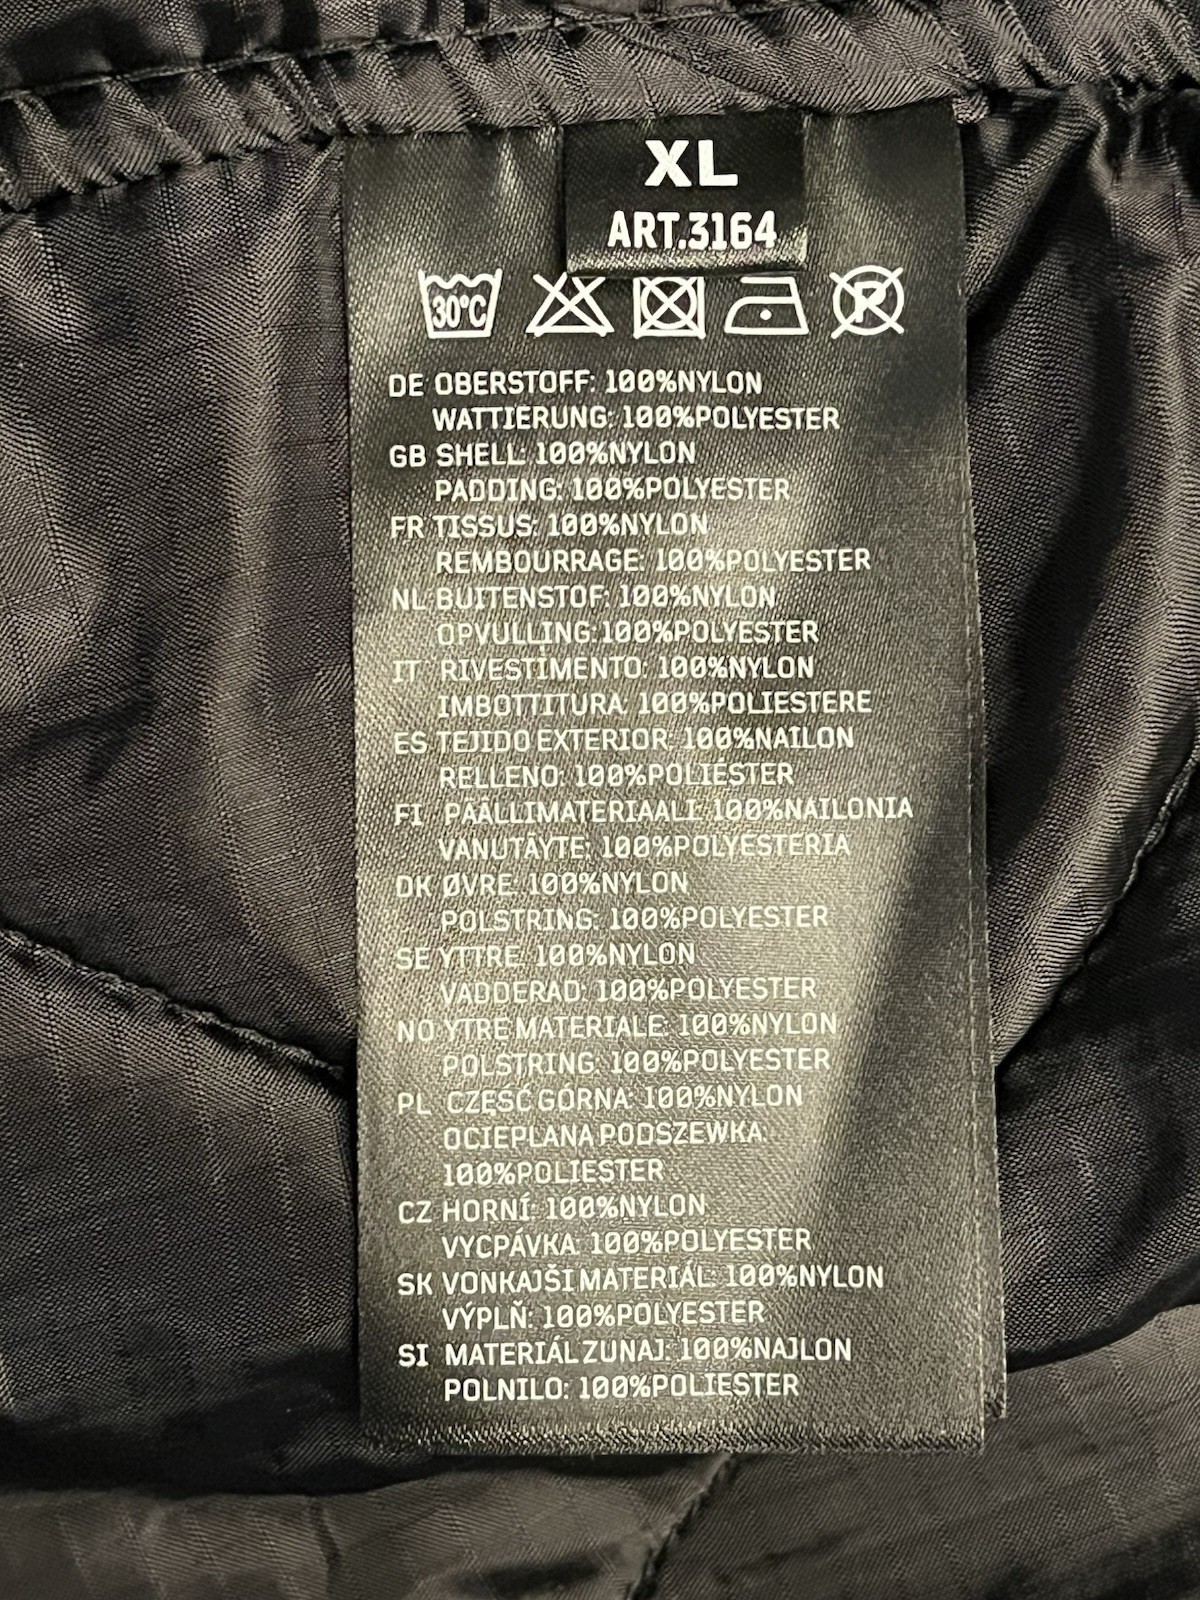 XL
ART.3164
30°C
R
DE OBERSTOFF: 100%NYLON
WATTIERUNG: 100%POLYESTER
GB SHELL: 100%NYLON
PADDING: 100%POLYESTER
FR TISSUS: 100%NYLON
REMBOURRAGE: 100%POLYESTER
NL BUITENSTOF: 100%NYLON
OPVULLING:100%POLYESTER
IT RIVESTIMENTO: 100%NYLON
IMBOTTITURA: 100%POLIESTERE
ES TEJIDO EXTERIOR: 100%NAILON
RELLENO: 100%POLIÉSTER
FI PÄÄLLIMATERIAALI: 100%NAILONIA
VANUTÄYTE: 100%POLYESTERIA
DK ØVRE: 100%NYLON
POLSTRING: 100%POLYESTER
SE YTTRE: 100%NYLON
VADDERAD: 100%POLYESTER
NO YTRE MATERIALE: 100%NYLON
POLSTRING: 100%POLYESTER
PL CZĘŚĆ GÓRNA: 100%NYLON
OCIEPLANA PODSZEWKA:
100%POLIESTER
CZ HORNÍ: 100%NYLON
VYCPÁVKA: 100%POLYESTER
SK VONKAJŠI MATERIÁL: 100%NYLON
VÝPLŇ: 100%POLYESTER
SI MATERIÁL ZUNAJ: 100%NAJLON
POLNILO: 100%POLIESTER